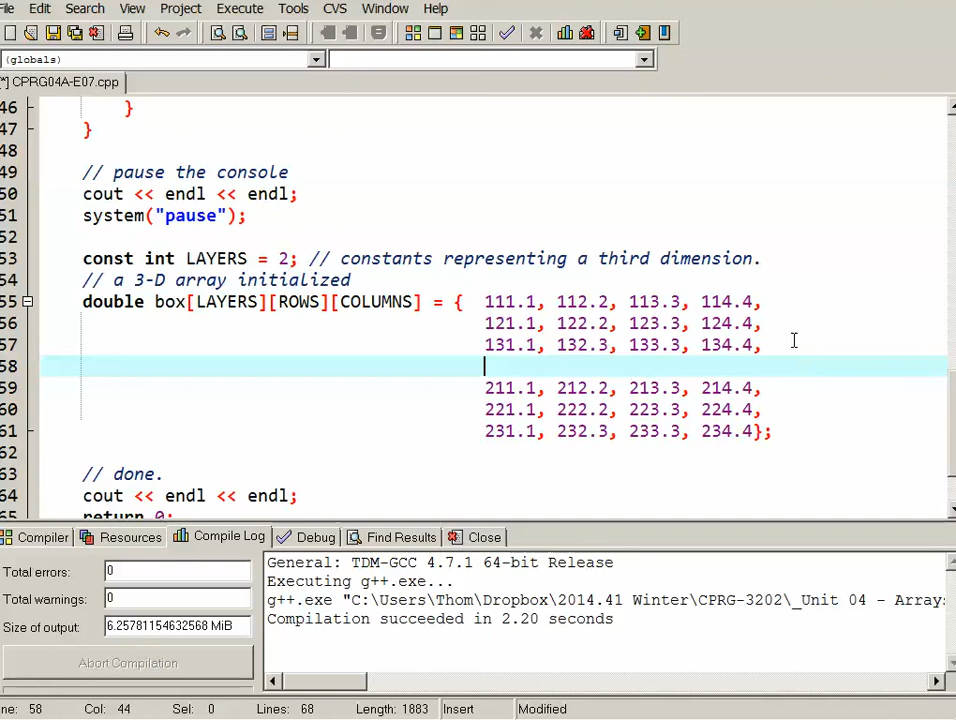 File Edit Search View Project Execute Tools CVS Window Help
(globals)
[*] CPRG04A-E07.cpp
46 }
47 }
48
49 // pause the console
50 cout << endl << endl;
51 system("pause");
52
53 const int LAYERS = 2; // constants representing a third dimension.
54 // a 3-D array initialized
55 double box[LAYERS][ROWS][COLUMNS] = { 111.1, 112.2, 113.3, 114.4,
56 121.1, 122.2, 123.3, 124.4,
57 131.1, 132.3, 133.3, 134.4,
58
59 211.1, 212.2, 213.3, 214.4,
60 221.1, 222.2, 223.3, 224.4,
61 231.1, 232.3, 233.3, 234.4};
62
63 // done.
64 cout << endl << endl;
65 return 0;
Compiler Resources Compile Log Debug Find Results Close
Total errors: 0
Total warnings: 0
Size of output: 6.25781154632568 MiB
Abort Compilation
General: TDM-GCC 4.7.1 64-bit Release
Executing g++.exe...
g++.exe "C:\Users\Thom\Dropbox\2014.41 Winter\CPRG-3202\_Unit 04 - Arrays
Compilation succeeded in 2.20 seconds
ne: 58 Col: 44 Sel: 0 Lines: 68 Length: 1883 Insert Modified